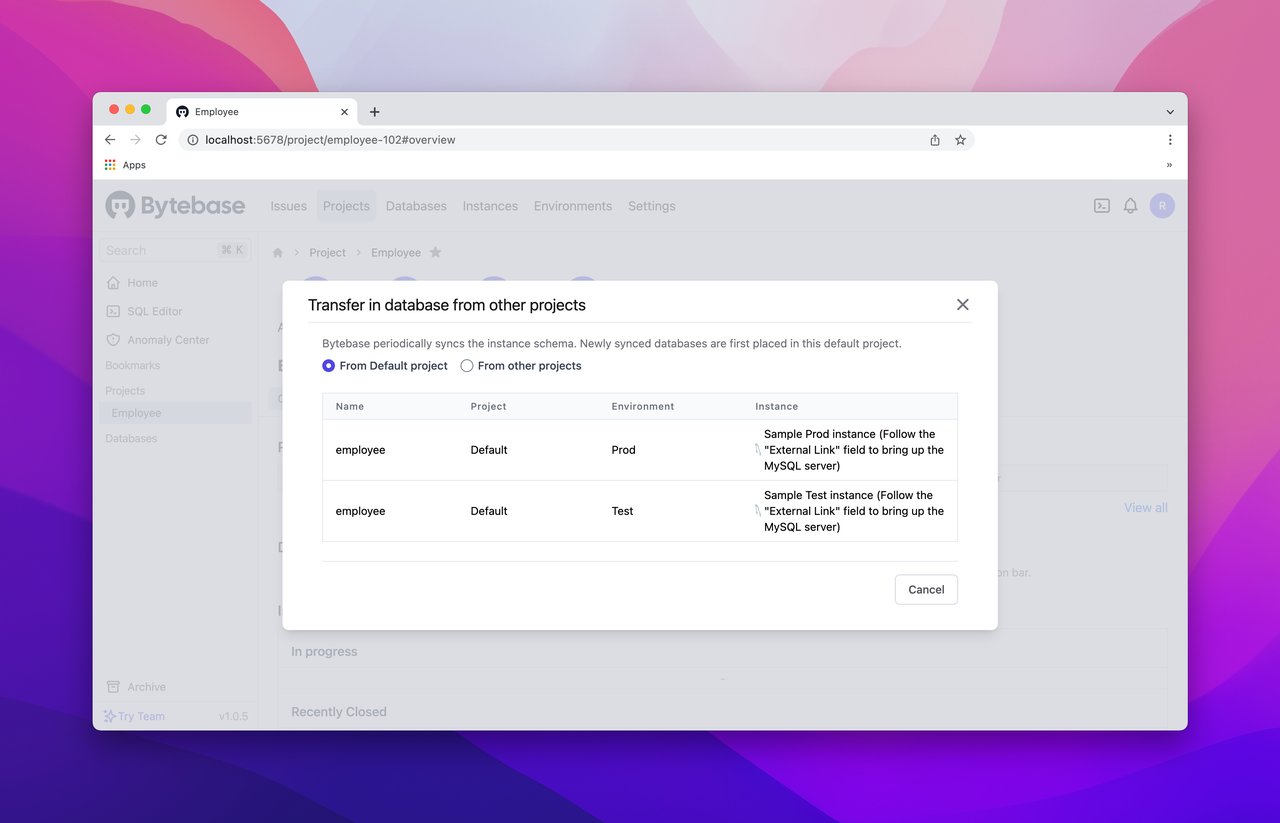 Employee
localhost:5678/project/employee-102#overview
Apps
»
Bytebase
Issues Projects Databases Instances Environments Settings
R
Search ⌘ K
Home
SQL Editor
Anomaly Center
Bookmarks
Projects
Employee
Databases
Archive
Try Team v1.0.5
Project Employee
Transfer in database from other projects
Bytebase periodically syncs the instance schema. Newly synced databases are first placed in this default project.
From Default project From other projects
Name Project Environment Instance
employee Default Prod Sample Prod instance (Follow the
"External Link" field to bring up the
MySQL server)
employee Default Test Sample Test instance (Follow the
"External Link" field to bring up the
MySQL server)
Cancel
View all
bar.
In progress
-
Recently Closed